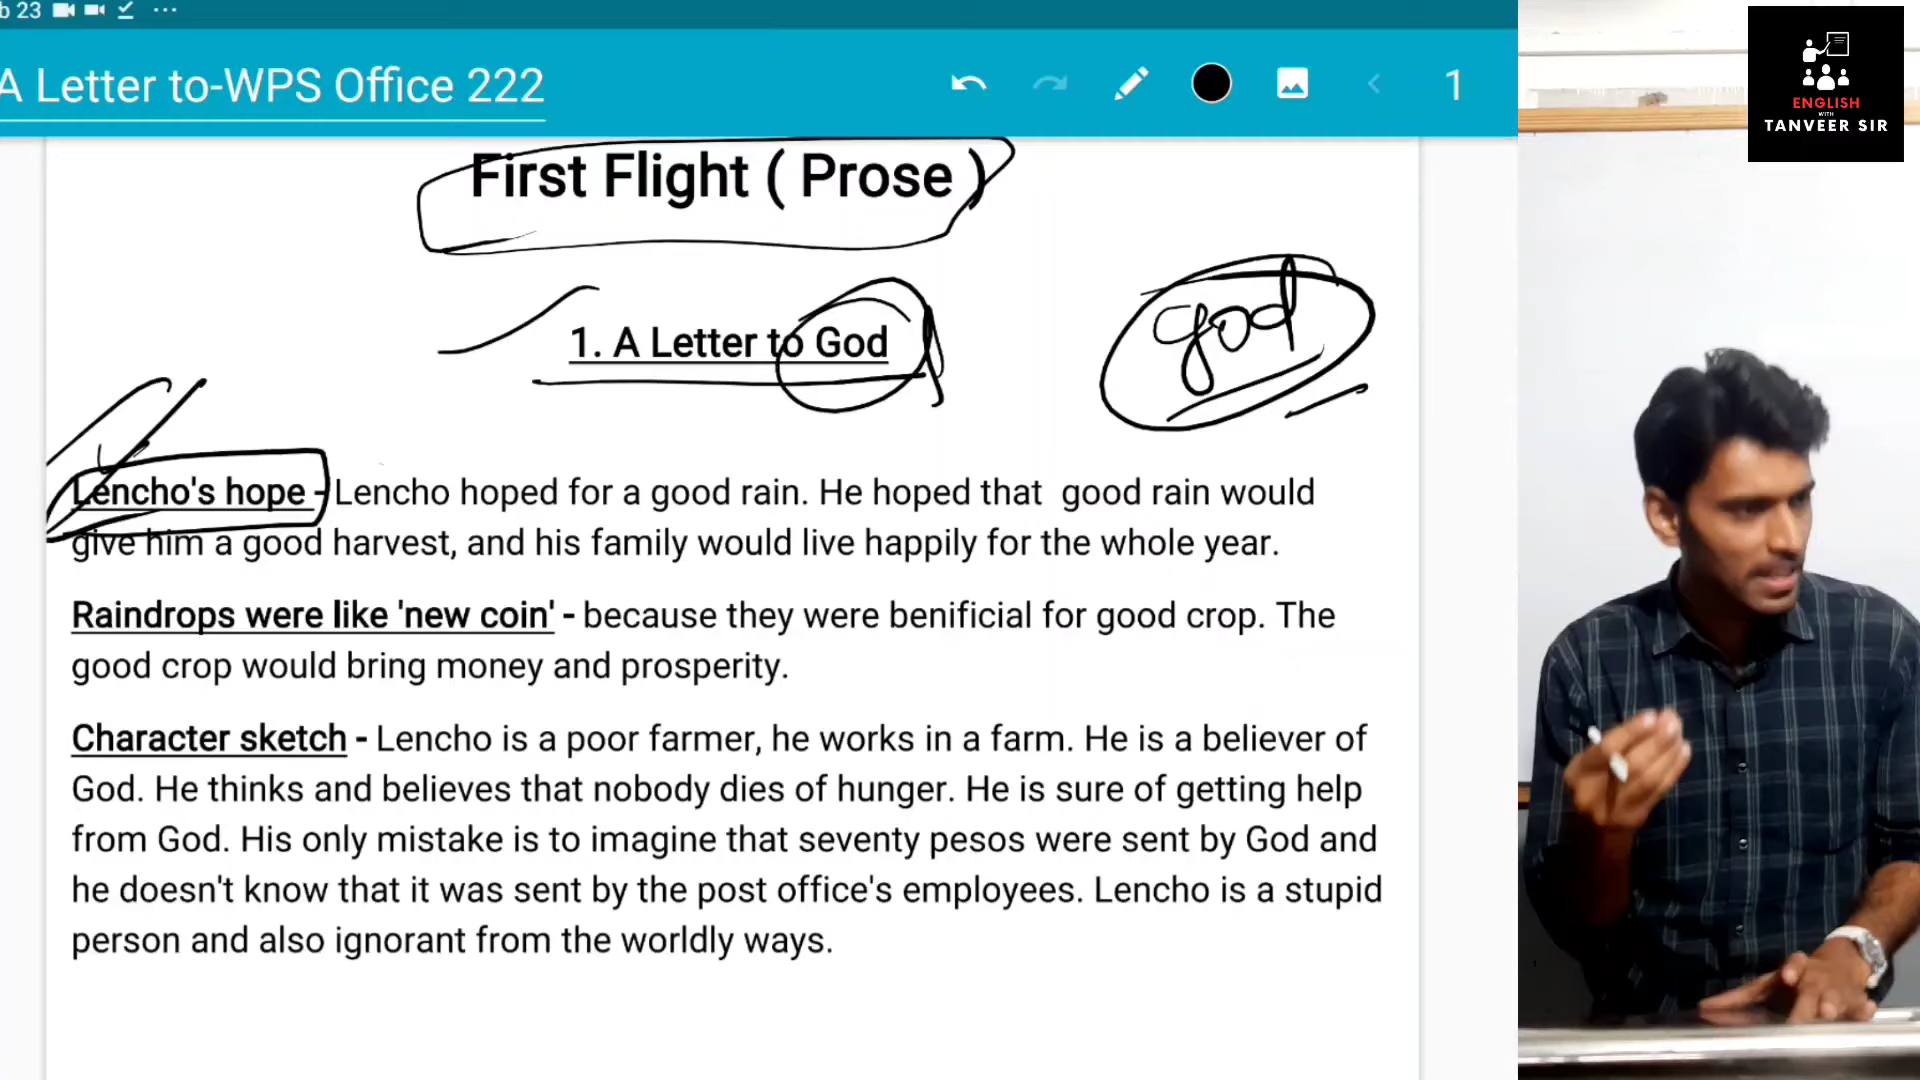 b 23
A Letter to-WPS Office 222
1
ENGLISH
WITH
TANVEER SIR
First Flight ( Prose )
1. A Letter to God
god
Lencho's hope - Lencho hoped for a good rain. He hoped that good rain would
give him a good harvest, and his family would live happily for the whole year.
Raindrops were like 'new coin' - because they were benificial for good crop. The
good crop would bring money and prosperity.
Character sketch - Lencho is a poor farmer, he works in a farm. He is a believer of
God. He thinks and believes that nobody dies of hunger. He is sure of getting help
from God. His only mistake is to imagine that seventy pesos were sent by God and
he doesn't know that it was sent by the post office's employees. Lencho is a stupid
person and also ignorant from the worldly ways.